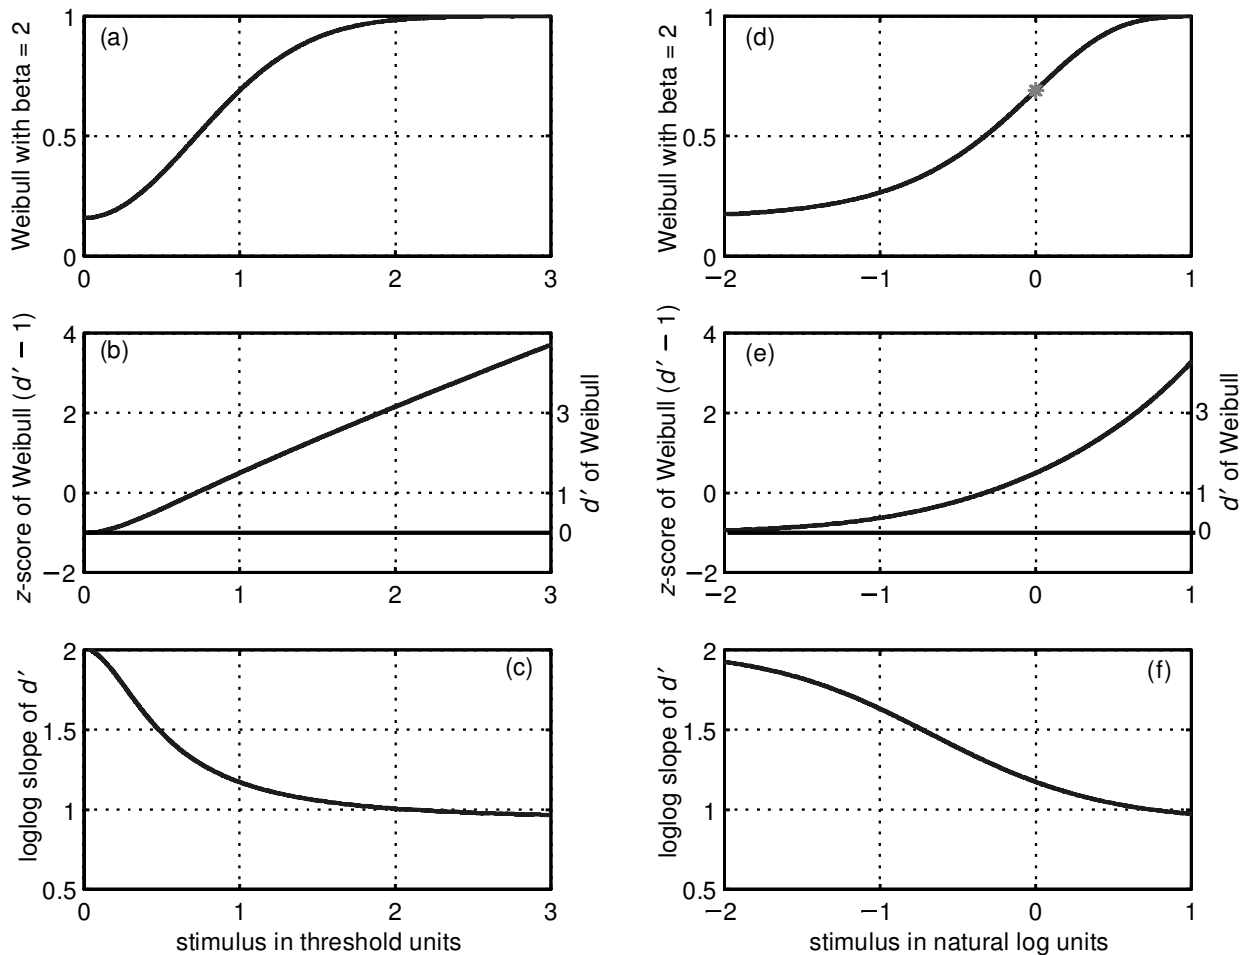 Weibull with beta = 2
(a)
1
0.5
0
0 1 2 3
Weibull with beta = 2
(d)
1
0.5
0
−2 −1 0 1
z-score of Weibull (d′ − 1)
(b)
4
2
0
−2
0 1 2 3
3
1
0
d′ of Weibull
z-score of Weibull (d′ − 1)
(e)
4
2
0
−2
−2 −1 0 1
3
1
0
d′ of Weibull
loglog slope of d′
(c)
2
1.5
1
0.5
0 1 2 3
stimulus in threshold units
loglog slope of d′
(f)
2
1.5
1
0.5
−2 −1 0 1
stimulus in natural log units